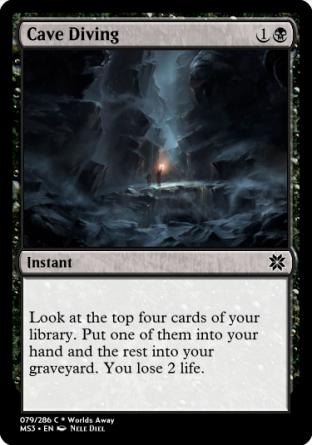 Cave Diving 1
Instant
Look at the top four cards of your
library. Put one of them into your
hand and the rest into your
graveyard. You lose 2 life.
079/286 C * Worlds Away
MS3 • EN Nele Diel